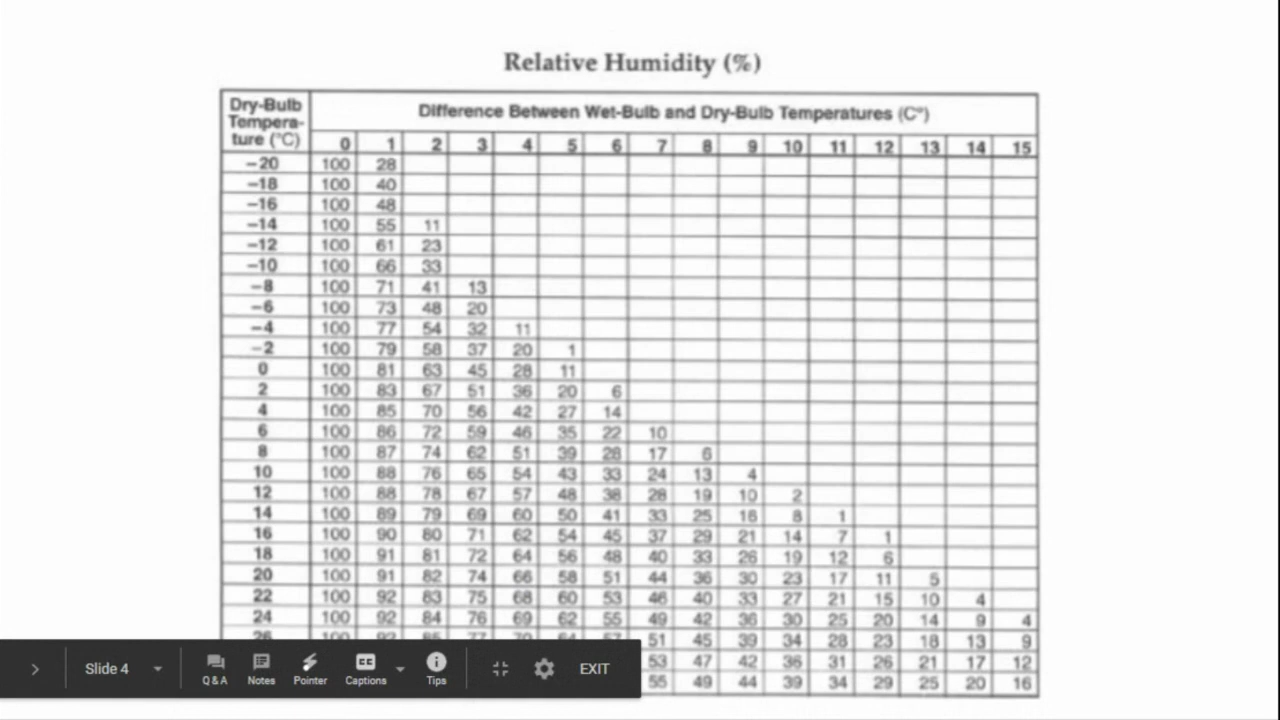 Relative Humidity (%)
Dry-Bulb Tempera-ture (°C) Difference Between Wet-Bulb and Dry-Bulb Temperatures (C°)
0 1 2 3 4 5 6 7 8 9 10 11 12 13 14 15
−20 100 28
−18 100 40
−16 100 48
−14 100 55 11
−12 100 61 23
−10 100 66 33
−8 100 71 41 13
−6 100 73 48 20
−4 100 77 54 32 11
−2 100 79 58 37 20 1
0 100 81 63 45 28 11
2 100 83 67 51 36 20 6
4 100 85 70 56 42 27 14
6 100 86 72 59 46 35 22 10
8 100 87 74 62 51 39 28 17 6
10 100 88 76 65 54 43 33 24 13 4
12 100 88 78 67 57 48 38 28 19 10 2
14 100 89 79 69 60 50 41 33 25 16 8 1
16 100 90 80 71 62 54 45 37 29 21 14 7 1
18 100 91 81 72 64 56 48 40 33 26 19 12 6
20 100 91 82 74 66 58 51 44 36 30 23 17 11 5
22 100 92 83 75 68 60 53 46 40 33 27 21 15 10 4
24 100 92 84 76 69 62 55 49 42 36 30 25 20 14 9 4
51 45 39 34 28 23 18 13 9
53 47 42 36 31 26 21 17 12
55 49 44 39 34 29 25 20 16
Slide 4 Q & A Notes Pointer Captions Tips EXIT